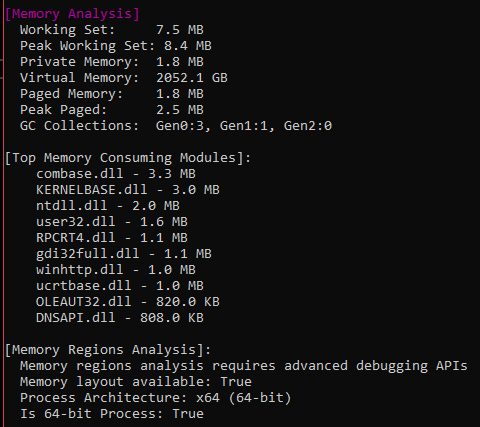 [Memory Analysis]
Working Set: 7.5 MB
Peak Working Set: 8.4 MB
Private Memory: 1.8 MB
Virtual Memory: 2052.1 GB
Paged Memory: 1.8 MB
Peak Paged: 2.5 MB
GC Collections: Gen0:3, Gen1:1, Gen2:0
[Top Memory Consuming Modules]:
combase.dll - 3.3 MB
KERNELBASE.dll - 3.0 MB
ntdll.dll - 2.0 MB
user32.dll - 1.6 MB
RPCRT4.dll - 1.1 MB
gdi32full.dll - 1.1 MB
winhttp.dll - 1.0 MB
ucrtbase.dll - 1.0 MB
OLEAUT32.dll - 820.0 KB
DNSAPI.dll - 808.0 KB
[Memory Regions Analysis]:
Memory regions analysis requires advanced debugging APIs
Memory layout available: True
Process Architecture: x64 (64-bit)
Is 64-bit Process: True